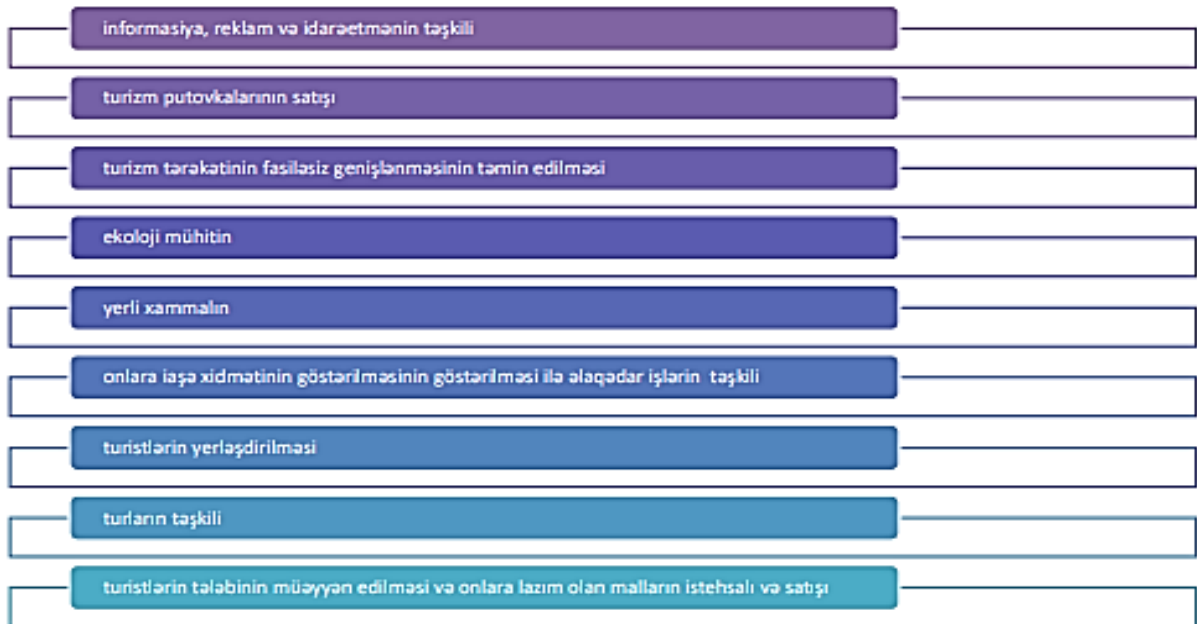 informasiya, reklam və idarəetmənin təşkili
turizm putovkalarının satışı
turizm tərəkətinin fasiləsiz genişlənməsinin təmin edilməsi
ekoloji mühitin
yerli xammalın
onlara iaşə xidmətinin göstərilməsinin göstərilməsi ilə əlaqədar işlərin təşkili
turistlərin yerləşdirilməsi
turların təşkili
turistlərin tələbinin müəyyən edilməsi və onlara lazım olan malların istehsalı və satışı